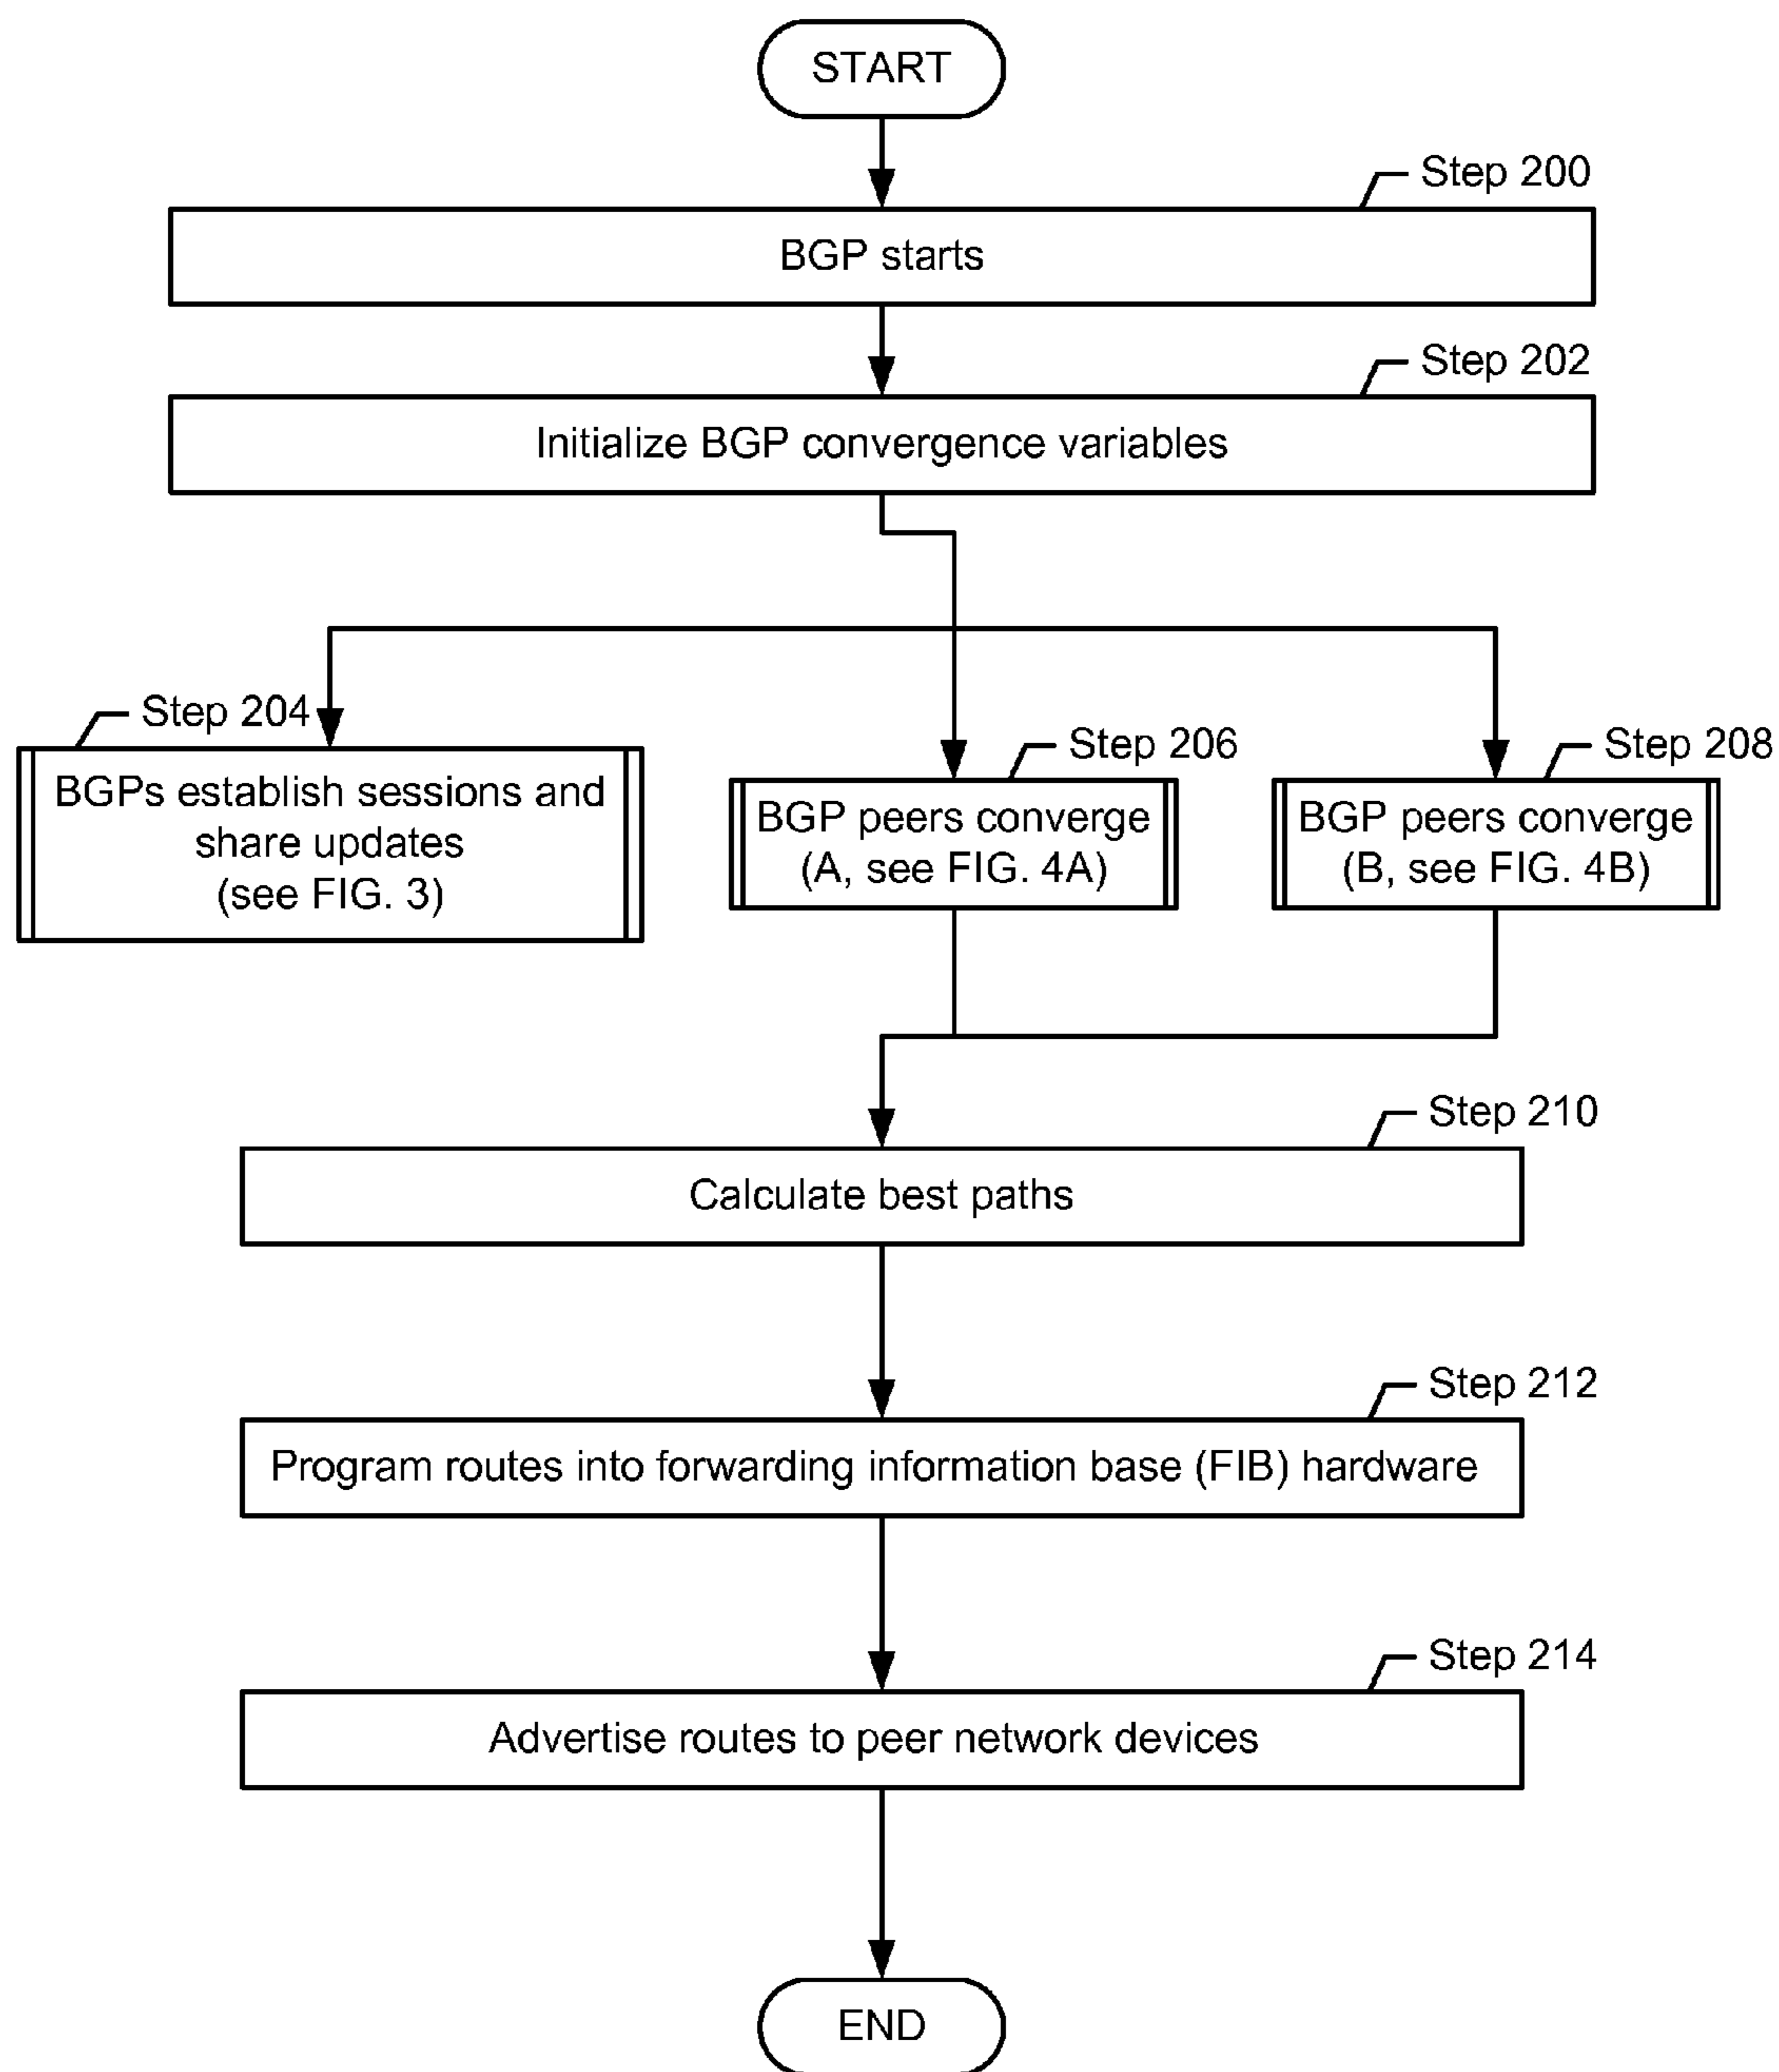 START
Step 200
BGP starts
Step 202
Initialize BGP convergence variables
Step 204
BGPs establish sessions and
share updates
(see FIG. 3)
Step 206
BGP peers converge
(A, see FIG. 4A)
Step 208
BGP peers converge
(B, see FIG. 4B)
Step 210
Calculate best paths
Step 212
Program routes into forwarding information base (FIB) hardware
Step 214
Advertise routes to peer network devices
END